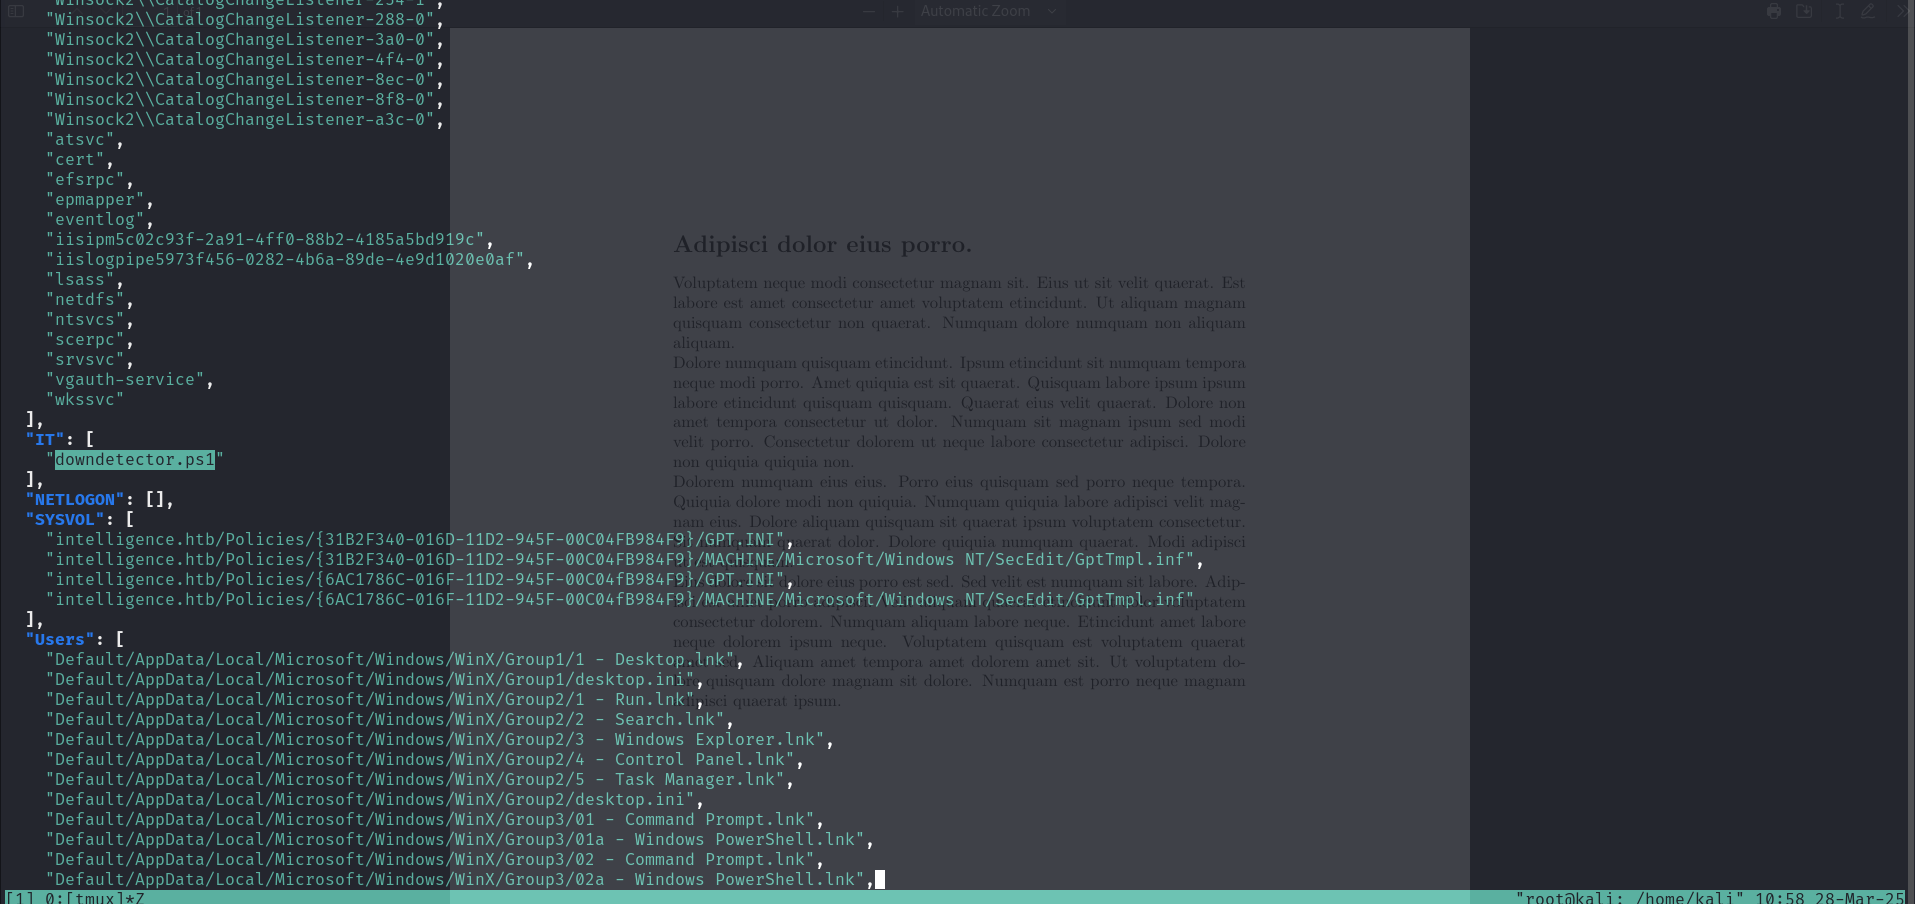 "Winsock2\\CatalogChangeListener-254-1",
Automatic Zoom
"Winsock2\\CatalogChangeListener-288-0",
"Winsock2\\CatalogChangeListener-3a0-0",
"Winsock2\\CatalogChangeListener-4f4-0",
"Winsock2\\CatalogChangeListener-8ec-0",
"Winsock2\\CatalogChangeListener-8f8-0",
"Winsock2\\CatalogChangeListener-a3c-0",
"atsvc",
"cert",
"efsrpc",
"epmapper",
"eventlog",
"iisipm5c02c93f-2a91-4ff0-88b2-4185a5bd919c",
"iislogpipe5973f456-0282-4b6a-89de-4e9d1020e0af",
"lsass",
"netdfs",
"ntsvcs",
"scerpc",
"srvsvc",
"vgauth-service",
"wkssvc"
],
"IT": [
"downdetector.ps1"
],
"NETLOGON": [],
"SYSVOL": [
"intelligence.htb/Policies/{31B2F340-016D-11D2-945F-00C04FB984F9}/GPT.INI",
"intelligence.htb/Policies/{31B2F340-016D-11D2-945F-00C04FB984F9}/MACHINE/Microsoft/Windows NT/SecEdit/GptTmpl.inf",
"intelligence.htb/Policies/{6AC1786C-016F-11D2-945F-00C04fB984F9}/GPT.INI",
"intelligence.htb/Policies/{6AC1786C-016F-11D2-945F-00C04fB984F9}/MACHINE/Microsoft/Windows NT/SecEdit/GptTmpl.inf"
],
"Users": [
"Default/AppData/Local/Microsoft/Windows/WinX/Group1/1 - Desktop.lnk",
"Default/AppData/Local/Microsoft/Windows/WinX/Group1/desktop.ini",
"Default/AppData/Local/Microsoft/Windows/WinX/Group2/1 - Run.lnk",
"Default/AppData/Local/Microsoft/Windows/WinX/Group2/2 - Search.lnk",
"Default/AppData/Local/Microsoft/Windows/WinX/Group2/3 - Windows Explorer.lnk",
"Default/AppData/Local/Microsoft/Windows/WinX/Group2/4 - Control Panel.lnk",
"Default/AppData/Local/Microsoft/Windows/WinX/Group2/5 - Task Manager.lnk",
"Default/AppData/Local/Microsoft/Windows/WinX/Group2/desktop.ini",
"Default/AppData/Local/Microsoft/Windows/WinX/Group3/01 - Command Prompt.lnk",
"Default/AppData/Local/Microsoft/Windows/WinX/Group3/01a - Windows PowerShell.lnk",
"Default/AppData/Local/Microsoft/Windows/WinX/Group3/02 - Command Prompt.lnk",
"Default/AppData/Local/Microsoft/Windows/WinX/Group3/02a - Windows PowerShell.lnk",
[1] 0:[tmux]*Z "root@kali: /home/kali" 10:58 28-Mar-25
Adipisci dolor eius porro.
Voluptatem neque modi consectetur magnam sit. Eius ut sit velit quaerat. Est
labore est amet consectetur amet voluptatem etincidunt. Ut aliquam magnam
quisquam consectetur non quaerat. Numquam dolore numquam non aliquam
aliquam.
Dolore numquam quisquam etincidunt. Ipsum etincidunt sit numquam tempora
neque modi porro. Amet quiquia est sit quaerat. Quisquam labore ipsum ipsum
labore etincidunt quisquam quisquam. Quaerat eius velit quaerat. Dolore non
amet tempora consectetur ut dolor. Numquam sit magnam ipsum sed modi
velit porro. Consectetur dolorem ut neque labore consectetur adipisci. Dolore
non quiquia quiquia non.
Dolorem numquam eius eius. Porro eius quisquam sed porro neque tempora.
Quiquia dolore modi non quiquia. Numquam quiquia labore adipisci velit mag-
nam eius. Dolore aliquam quisquam sit quaerat ipsum voluptatem consectetur.
quaerat dolor. Dolore quiquia numquam quaerat. Modi adipisci
dolore eius porro est sed. Sed velit est numquam sit labore. Adip-
consectetur dolorem. Numquam aliquam labore neque. Etincidunt amet labore
neque dolorem ipsum neque. Voluptatem quisquam est voluptatem quaerat
Aliquam amet tempora amet dolorem amet sit. Ut voluptatem do-
quisquam dolore magnam sit dolore. Numquam est porro neque magnam
quaerat ipsum.